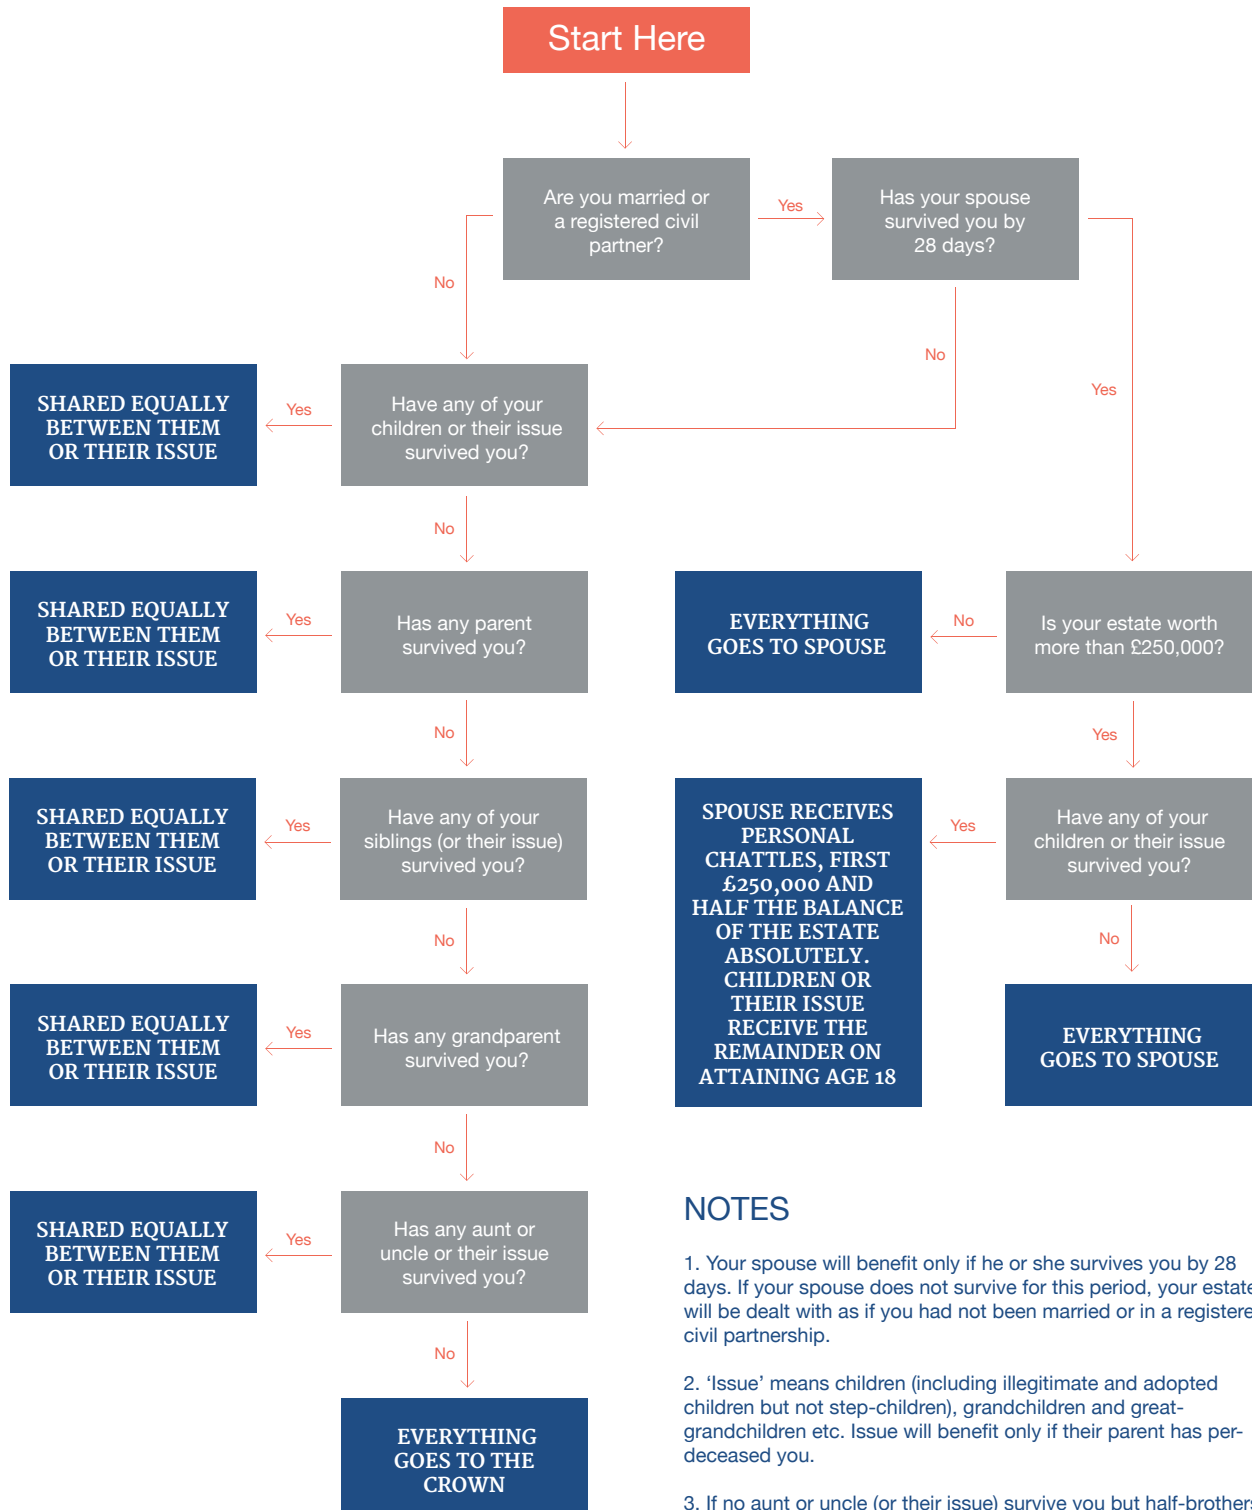 Start Here
Are you married or
a registered civil
partner?
Yes
Has your spouse
survived you by
28 days?
No
No
Yes
SHARED EQUALLY
BETWEEN THEM
OR THEIR ISSUE
Yes
Have any of your
children or their issue
survived you?
No
SHARED EQUALLY
BETWEEN THEM
OR THEIR ISSUE
Yes
Has any parent
survived you?
EVERYTHING
GOES TO SPOUSE
No
Is your estate worth
more than £250,000?
No
Yes
SHARED EQUALLY
BETWEEN THEM
OR THEIR ISSUE
Yes
Have any of your
siblings (or their issue)
survived you?
SPOUSE RECEIVES
PERSONAL
CHATTLES, FIRST
£250,000 AND
HALF THE BALANCE
OF THE ESTATE
ABSOLUTELY.
CHILDREN OR
THEIR ISSUE
RECEIVE THE
REMAINDER ON
ATTAINING AGE 18
Yes
Have any of your
children or their issue
survived you?
No
No
SHARED EQUALLY
BETWEEN THEM
OR THEIR ISSUE
Yes
Has any grandparent
survived you?
EVERYTHING
GOES TO SPOUSE
No
SHARED EQUALLY
BETWEEN THEM
OR THEIR ISSUE
Yes
Has any aunt or
uncle or their issue
survived you?
No
EVERYTHING
GOES TO THE
CROWN
NOTES
1. Your spouse will benefit only if he or she survives you by 28
days. If your spouse does not survive for this period, your estate
will be dealt with as if you had not been married or in a registere
civil partnership.
2. ‘Issue’ means children (including illegitimate and adopted
children but not step-children), grandchildren and great-
grandchildren etc. Issue will benefit only if their parent has per-
deceased you.
3. If no aunt or uncle (or their issue) survive you but half-brothers